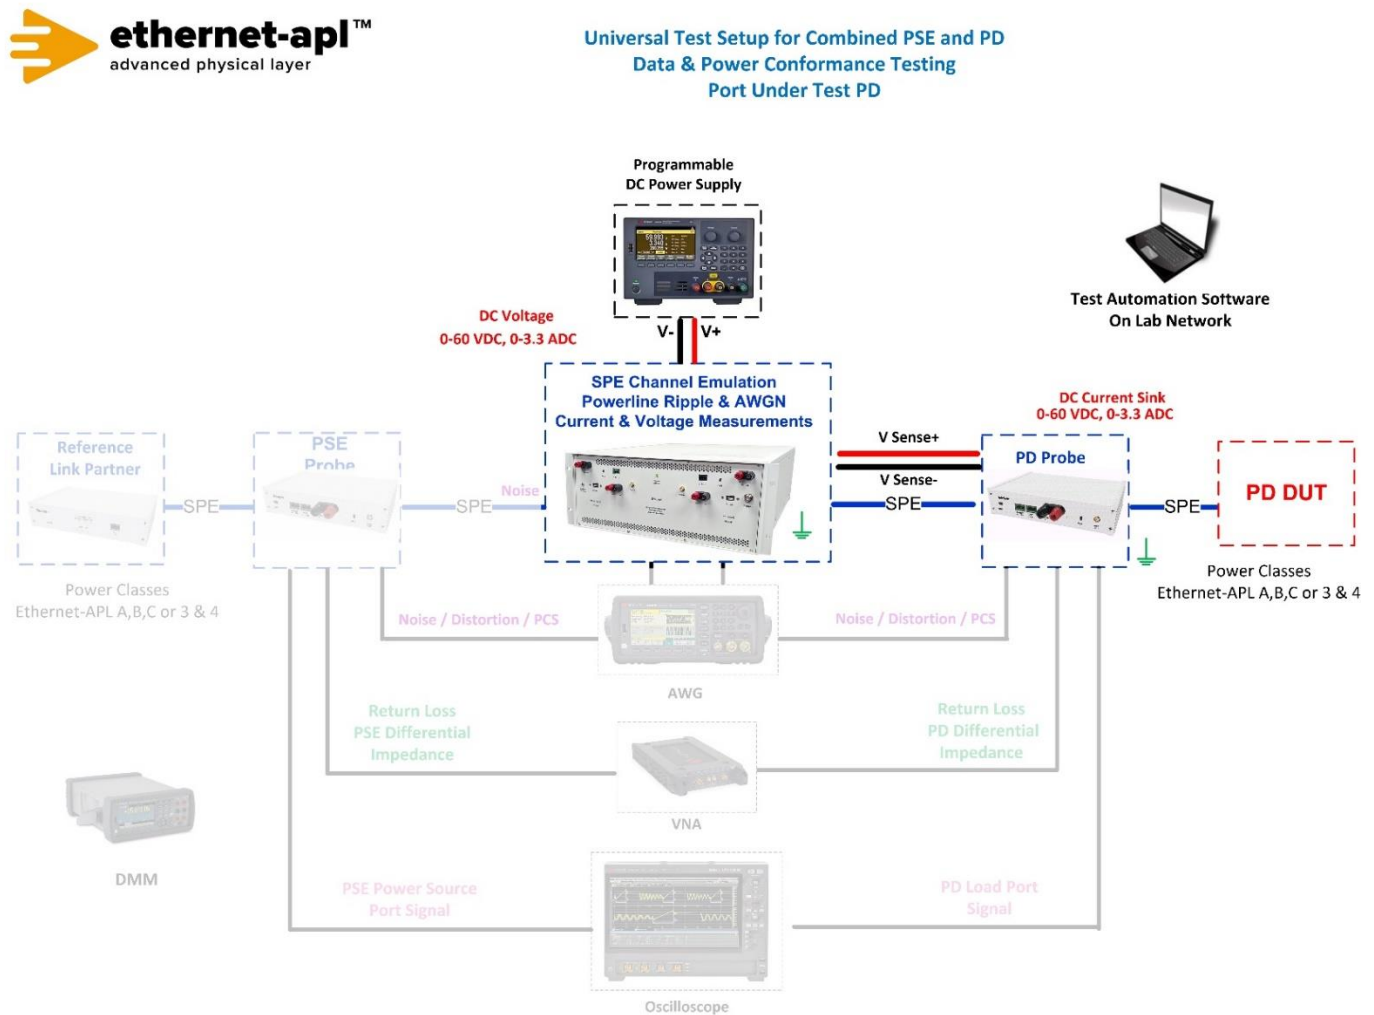 ethernet-apl™
advanced physical layer
Universal Test Setup for Combined PSE and PD
Data & Power Conformance Testing
Port Under Test PD
Programmable
DC Power Supply
Test Automation Software
On Lab Network
DC Voltage
0-60 VDC, 0-3.3 ADC
V-
V+
SPE Channel Emulation
Powerline Ripple & AWGN
Current & Voltage Measurements
DC Current Sink
0-60 VDC, 0-3.3 ADC
Reference
Link Partner
PSE
Probe
V Sense+
V Sense-
PD Probe
SPE
SPE
Noise
SPE
SPE
PD DUT
Power Classes
Ethernet-APL A,B,C or 3 & 4
Power Classes
Ethernet-APL A,B,C or 3 & 4
Noise / Distortion / PCS
Noise / Distortion / PCS
AWG
Return Loss
PSE Differential
Impedance
Return Loss
PD Differential
Impedance
VNA
DMM
PSE Power Source
Port Signal
PD Load Port
Signal
Oscilloscope